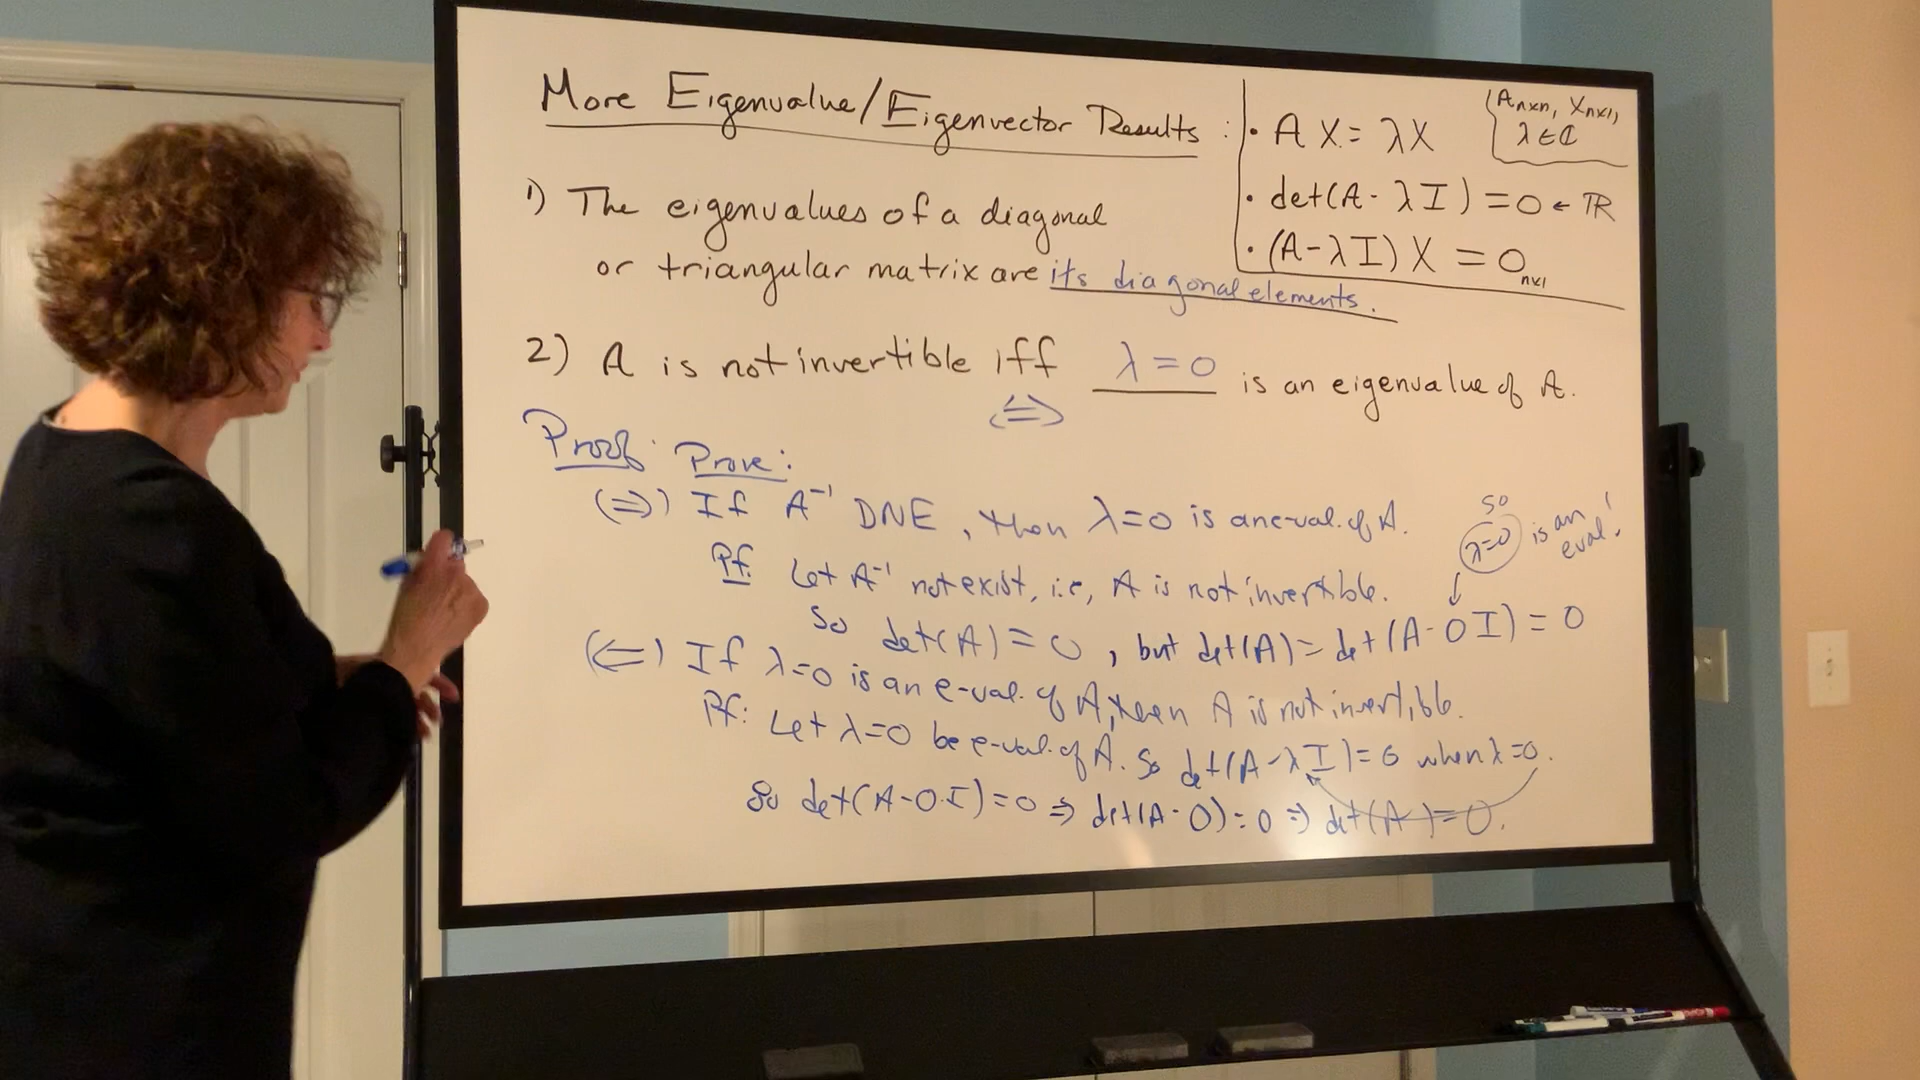 More Eigenvalue/Eigenvector Results :
{Anxn, Xnx1,
λ ∈ ℂ
• AX = λX
• det(A - λI) = 0 ← ℝ
• (A - λI) X = 0nx1
1) The eigenvalues of a diagonal
or triangular matrix are its diagonal elements.
2) A is not invertible iff λ = 0 is an eigenvalue of A.
(⇔)
Proof: Prove:
(⇒) If A⁻¹ DNE, then λ=0 is an e-val. of A.
so
λ=0 is an
eval!
Pf: Let A⁻¹ not exist, i.e., A is not invertible.
So det(A) = 0, but det(A) = det(A - 0I) = 0
(⇐) If λ=0 is an e-val. of A, then A is not invertible.
Pf: Let λ=0 be e-val. of A. So det(A - λI) = 0 when λ=0.
So det(A - 0·I) = 0 ⇒ det(A - 0) = 0 ⇒ det(A) = 0.